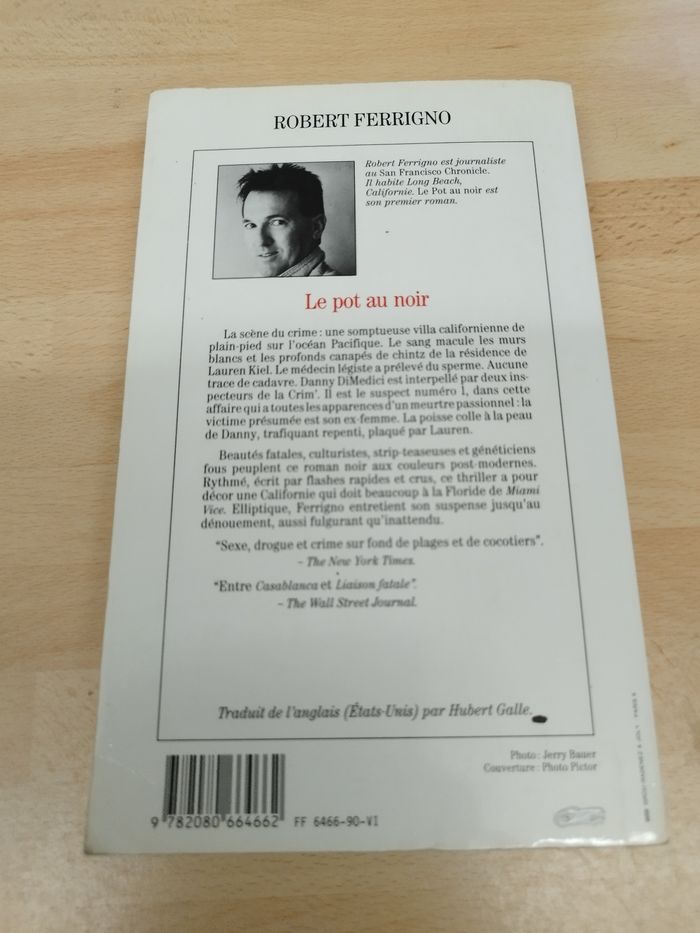 ROBERT FERRIGNO
Robert Ferrigno est journaliste
au San Francisco Chronicle.
Il habite Long Beach,
Californie. Le Pot au noir est
son premier roman.
Le pot au noir
La scène du crime : une somptueuse villa californienne de
plain-pied sur l'océan Pacifique. Le sang macule les murs
blancs et les profonds canapés de chintz de la résidence de
Lauren Kiel. Le médecin légiste a prélevé du sperme. Aucune
trace de cadavre. Danny DiMedici est interpellé par deux ins-
pecteurs de la Crim'. Il est le suspect numéro 1, dans cette
affaire qui a toutes les apparences d'un meurtre passionnel : la
victime présumée est son ex-femme. La poisse colle à la peau
de Danny, trafiquant repenti, plaqué par Lauren.
Beautés fatales, culturistes, strip-teaseuses et généticiens
fous peuplent ce roman noir aux couleurs post-modernes.
Rythmé, écrit par flashes rapides et crus, ce thriller a pour
décor une Californie qui doit beaucoup à la Floride de Miami
Vice. Elliptique, Ferrigno entretient son suspense jusqu'au
dénouement, aussi fulgurant qu'inattendu.
"Sexe, drogue et crime sur fond de plages et de cocotiers".
- The New York Times.
"Entre Casablanca et Liaison fatale".
- The Wall Street Journal.
Traduit de l'anglais (États-Unis) par Hubert Galle.
Photo : Jerry Bauer
Couverture : Photo Pictor
9 782080 664662 FF 6466-90-VI